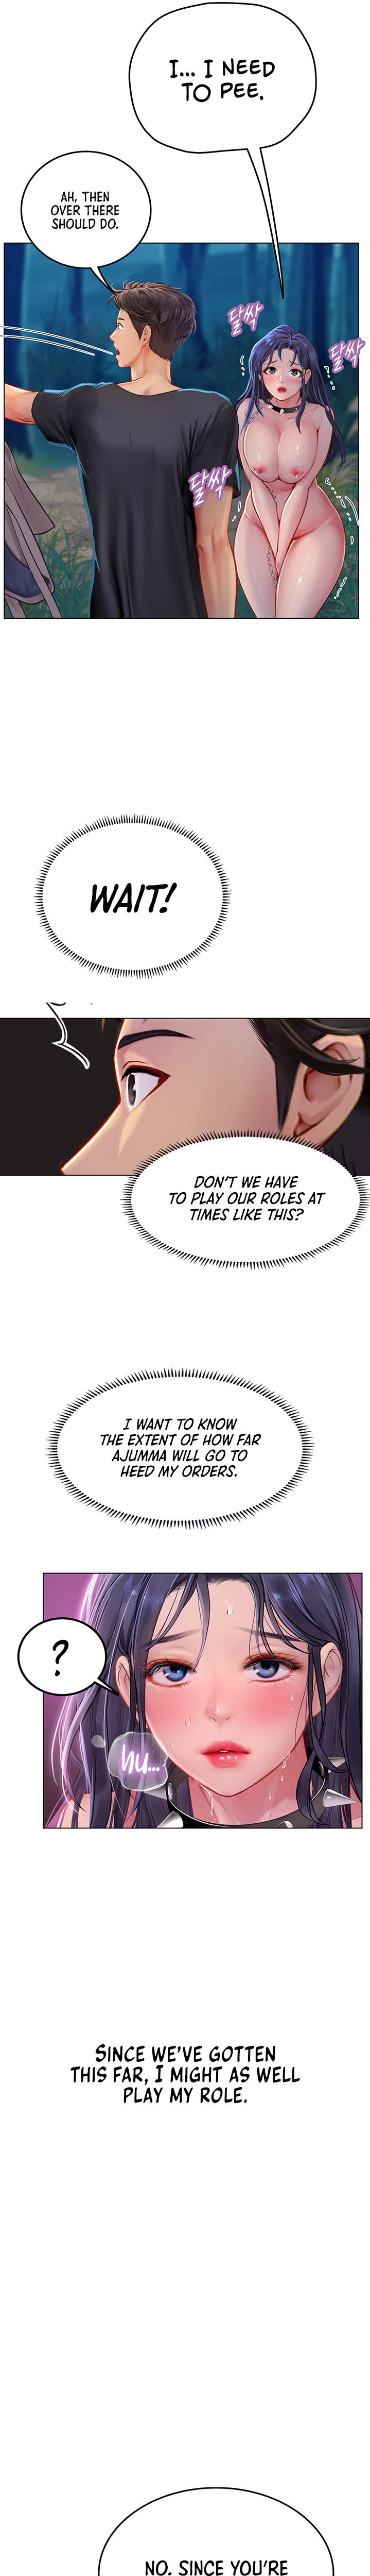 I... I NEED
TO PEE.
AH, THEN
OVER THERE
SHOULD DO.
달싹
달싹
달싹
WAIT!
DON'T WE HAVE
TO PLAY OUR ROLES AT
TIMES LIKE THIS?
I WANT TO KNOW
THE EXTENT OF HOW FAR
AJUMMA WILL GO TO
HEED MY ORDERS.
?
HU...
SINCE WE'VE GOTTEN
THIS FAR, I MIGHT AS WELL
PLAY MY ROLE.
NO. SINCE YOU'RE